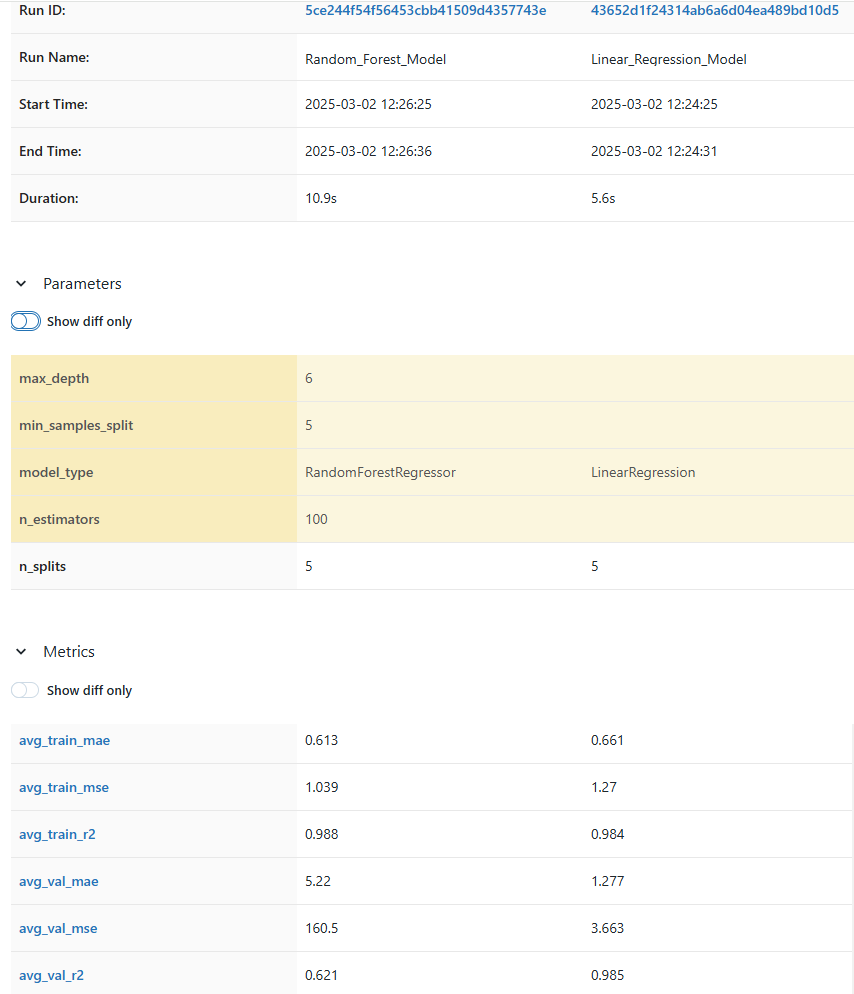 Run ID: 5ce244f54f56453cbb41509d4357743e 43652d1f24314ab6a6d04ea489bd10d5
Run Name: Random_Forest_Model Linear_Regression_Model
Start Time: 2025-03-02 12:26:25 2025-03-02 12:24:25
End Time: 2025-03-02 12:26:36 2025-03-02 12:24:31
Duration: 10.9s 5.6s
Parameters
Show diff only
max_depth 6
min_samples_split 5
model_type RandomForestRegressor LinearRegression
n_estimators 100
n_splits 5 5
Metrics
Show diff only
avg_train_mae 0.613 0.661
avg_train_mse 1.039 1.27
avg_train_r2 0.988 0.984
avg_val_mae 5.22 1.277
avg_val_mse 160.5 3.663
avg_val_r2 0.621 0.985